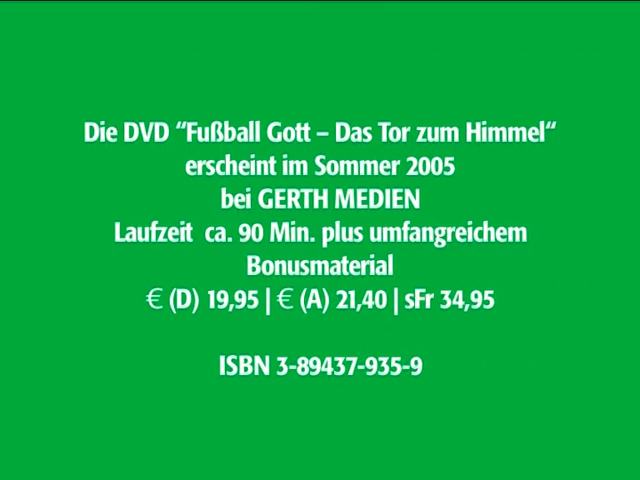 Die DVD “Fußball Gott – Das Tor zum Himmel“
erscheint im Sommer 2005
bei GERTH MEDIEN
Laufzeit ca. 90 Min. plus umfangreichem
Bonusmaterial
€ (D) 19,95 | € (A) 21,40 | sFr 34,95
ISBN 3-89437-935-9